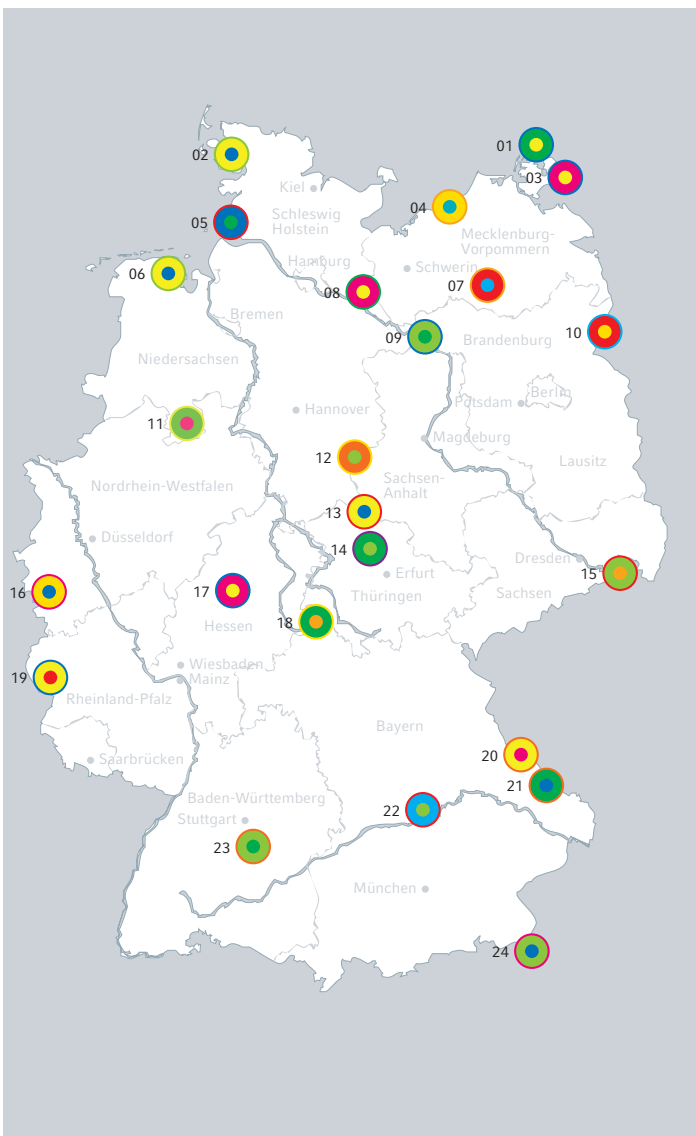 01
02
03
Kiel
04
Schleswig
Holstein
05
Mecklenburg-
Vorpommern
Hamburg
Schwerin
06
07
08
Bremen
10
09
Brandenburg
Niedersachsen
Berlin
Potsdam
Hannover
11
Magdeburg
12
Lausitz
Sachsen-
Anhalt
Nordrhein-Westfalen
13
Düsseldorf
14
Dresden
15
Erfurt
16
17
Thüringen
Sachsen
18
Hessen
Wiesbaden
19
Mainz
Rheinland-Pfalz
Bayern
20
Saarbrücken
21
Baden-Württemberg
22
Stuttgart
23
München
24